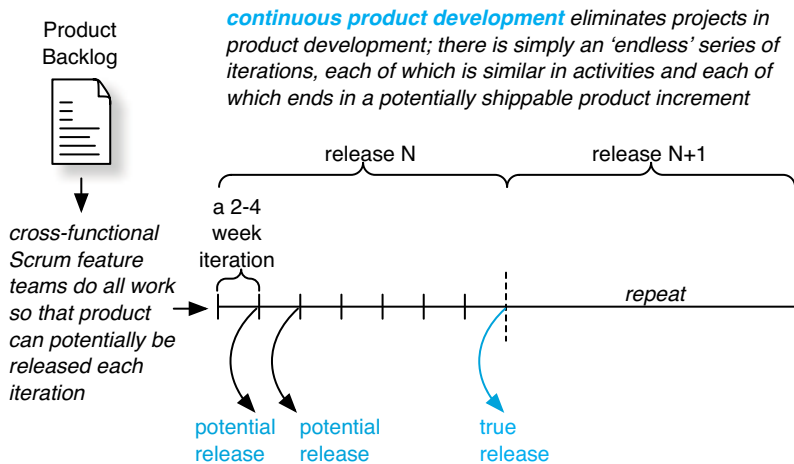 Product
Backlog
continuous product development eliminates projects in
product development; there is simply an ‘endless’ series of
iterations, each of which is similar in activities and each of
which ends in a potentially shippable product increment
release N
release N+1
a 2-4
week
iteration
cross-functional
Scrum feature
teams do all work
so that product
can potentially be
released each
iteration
repeat
potential
release
potential
release
true
release